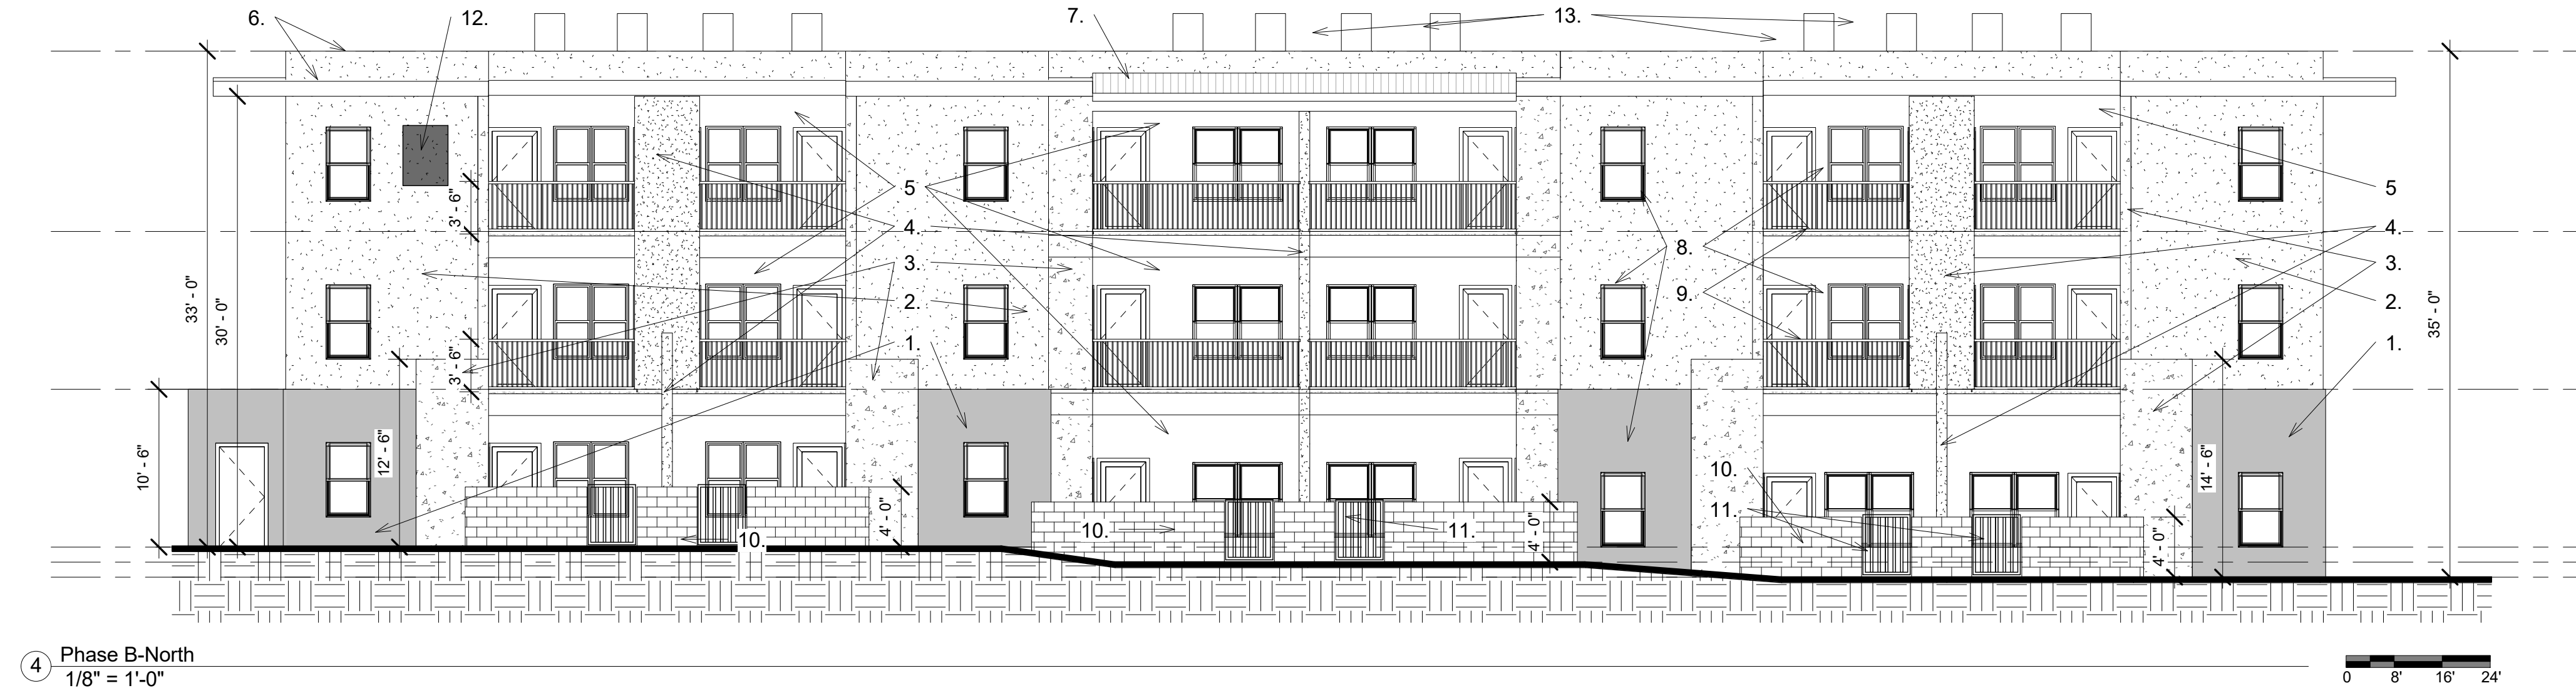 6.
12.
7.
13.
5.
4.
3.
2.
1.
8.
9.
5
4.
3.
2.
1.
33' - 0"
30' - 0"
3' - 6"
3' - 6"
35' - 0"
10' - 6"
12' - 6"
4' - 0"
10.
10.
11.
4' - 0"
10.
11.
4' - 0"
14' - 6"
4
Phase B-North
1/8" = 1'-0"
0 8' 16' 24'